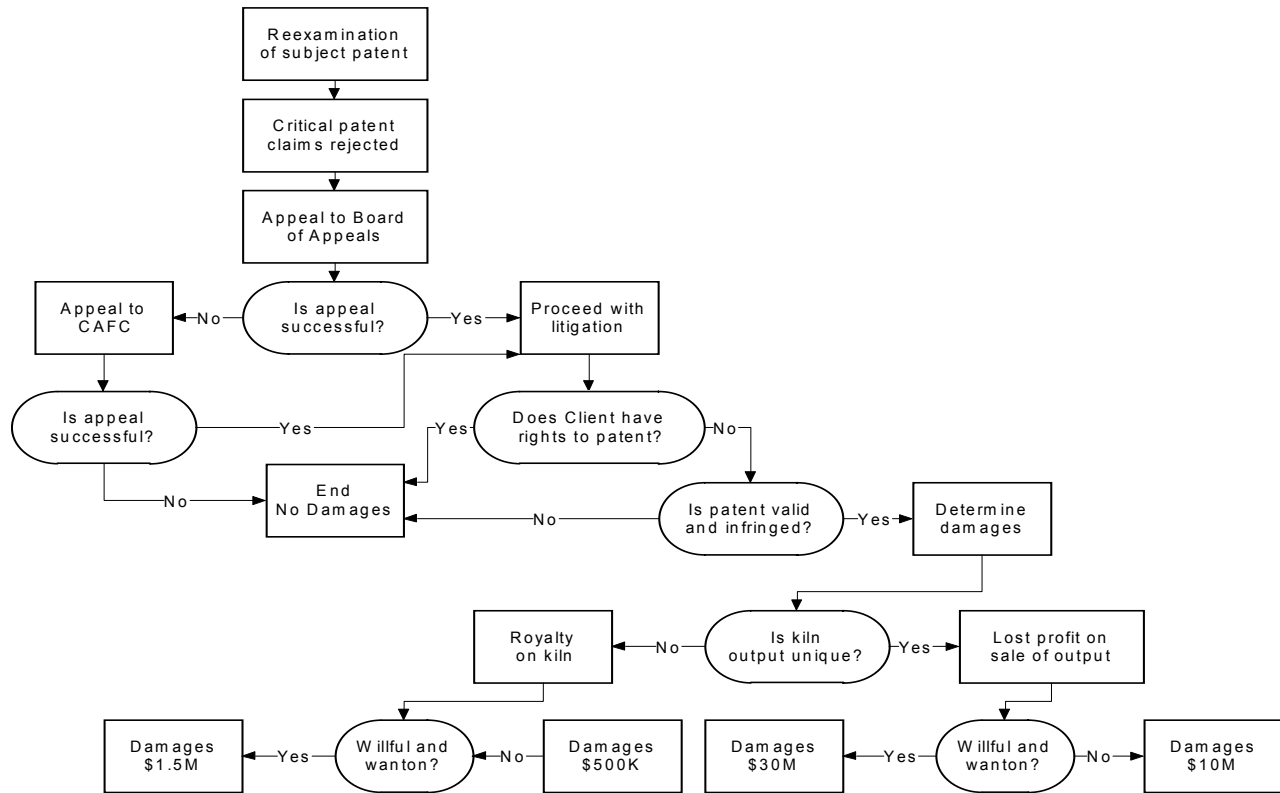 Reexamination
of subject patent
Critical patent
claims rejected
Appeal to Board
of Appeals
Appeal to
CAFC
No
Is appeal
successful?
Yes
Proceed with
litigation
Is appeal
successful?
Yes
Does Client have
rights to patent?
Yes
No
No
End
No Damages
No
Is patent valid
and infringed?
Yes
Determine
damages
Royalty
on kiln
No
Is kiln
output unique?
Yes
Lost profit on
sale of output
Damages
$1.5M
Yes
Willful and
wanton?
No
Damages
$500K
Damages
$30M
Yes
Willful and
wanton?
No
Damages
$10M